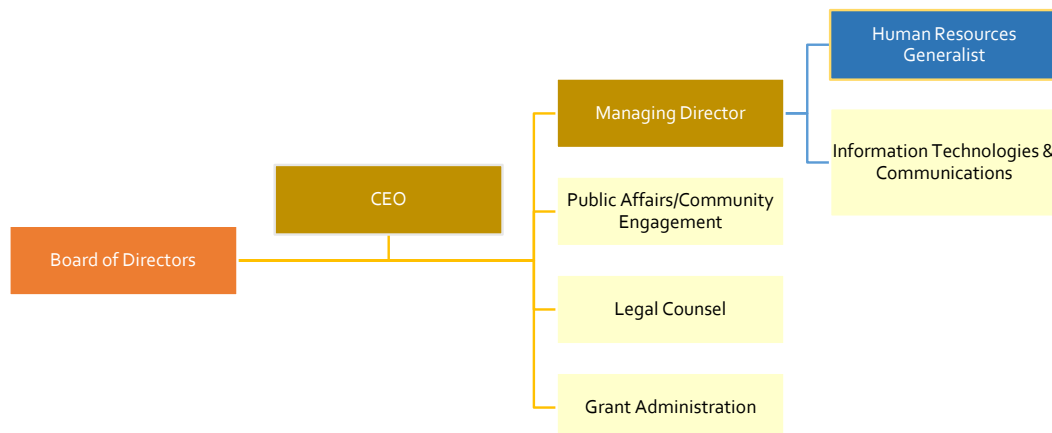 Human Resources
Generalist
Managing Director
Information Technologies &
Communications
CEO
Public Affairs/Community
Engagement
Board of Directors
Legal Counsel
Grant Administration